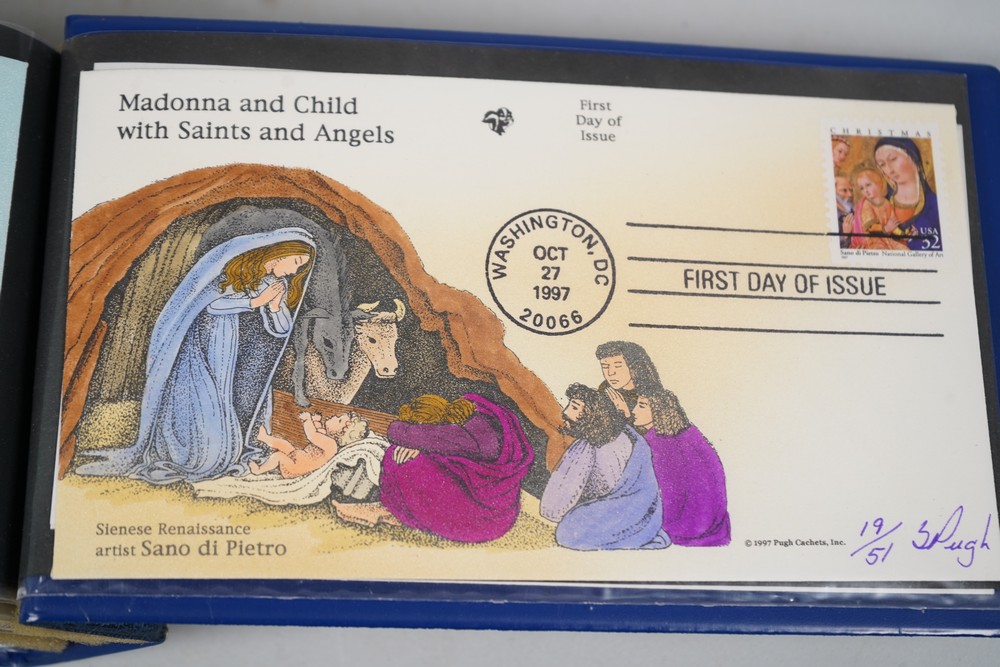 Madonna and Child
with Saints and Angels
First
Day of
Issue
CHRISTMAS
USA
32
Sano di Pietro National Gallery of Art
1997
WASHINGTON, DC
OCT
27
1997
20066
FIRST DAY OF ISSUE
Sienese Renaissance
artist Sano di Pietro
© 1997 Pugh Cachets, Inc.
19/51 SPugh